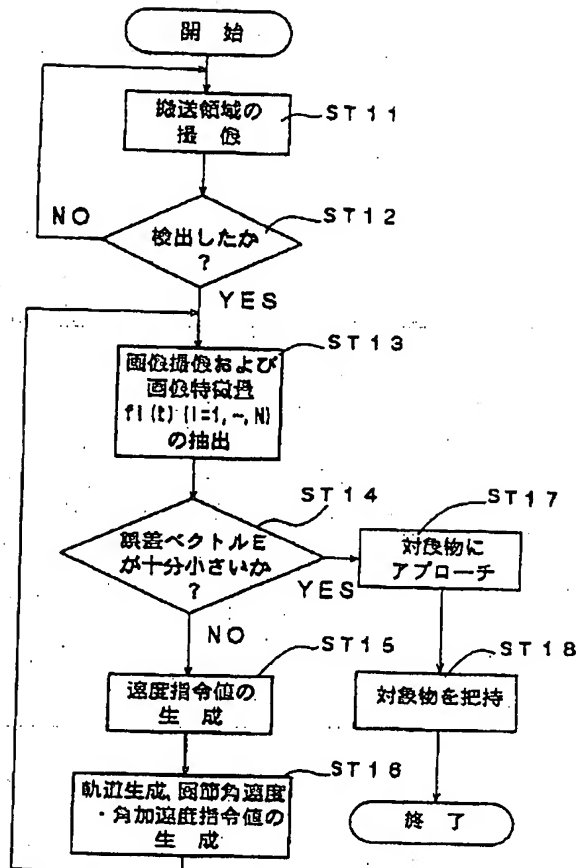 開 始
搬送領域の
撮 像
ST11
NO
検出したか
?
ST12
YES
画像撮像および
画像特徴量
fi(t) (i=1,~,N)
の抽出
ST13
誤差ベクトルE
が十分小さいか
?
ST14
YES
対象物に
アプローチ
ST17
NO
速度指令値の
生 成
ST15
対象物を把持
ST18
軌道生成、関節角速度
・角加速度指令値の
生 成
ST16
終 了